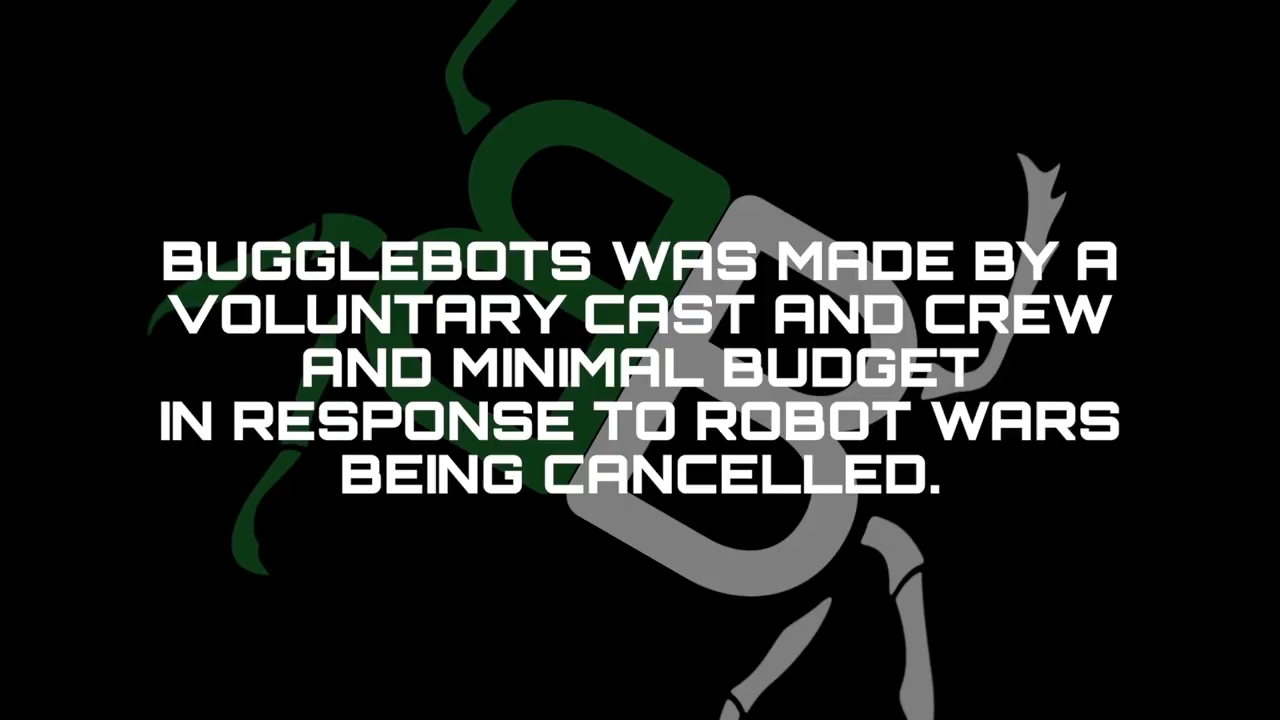 BUGGLEBOTS WAS MADE BY A
VOLUNTARY CAST AND CREW
AND MINIMAL BUDGET
IN RESPONSE TO ROBOT WARS
BEING CANCELLED.